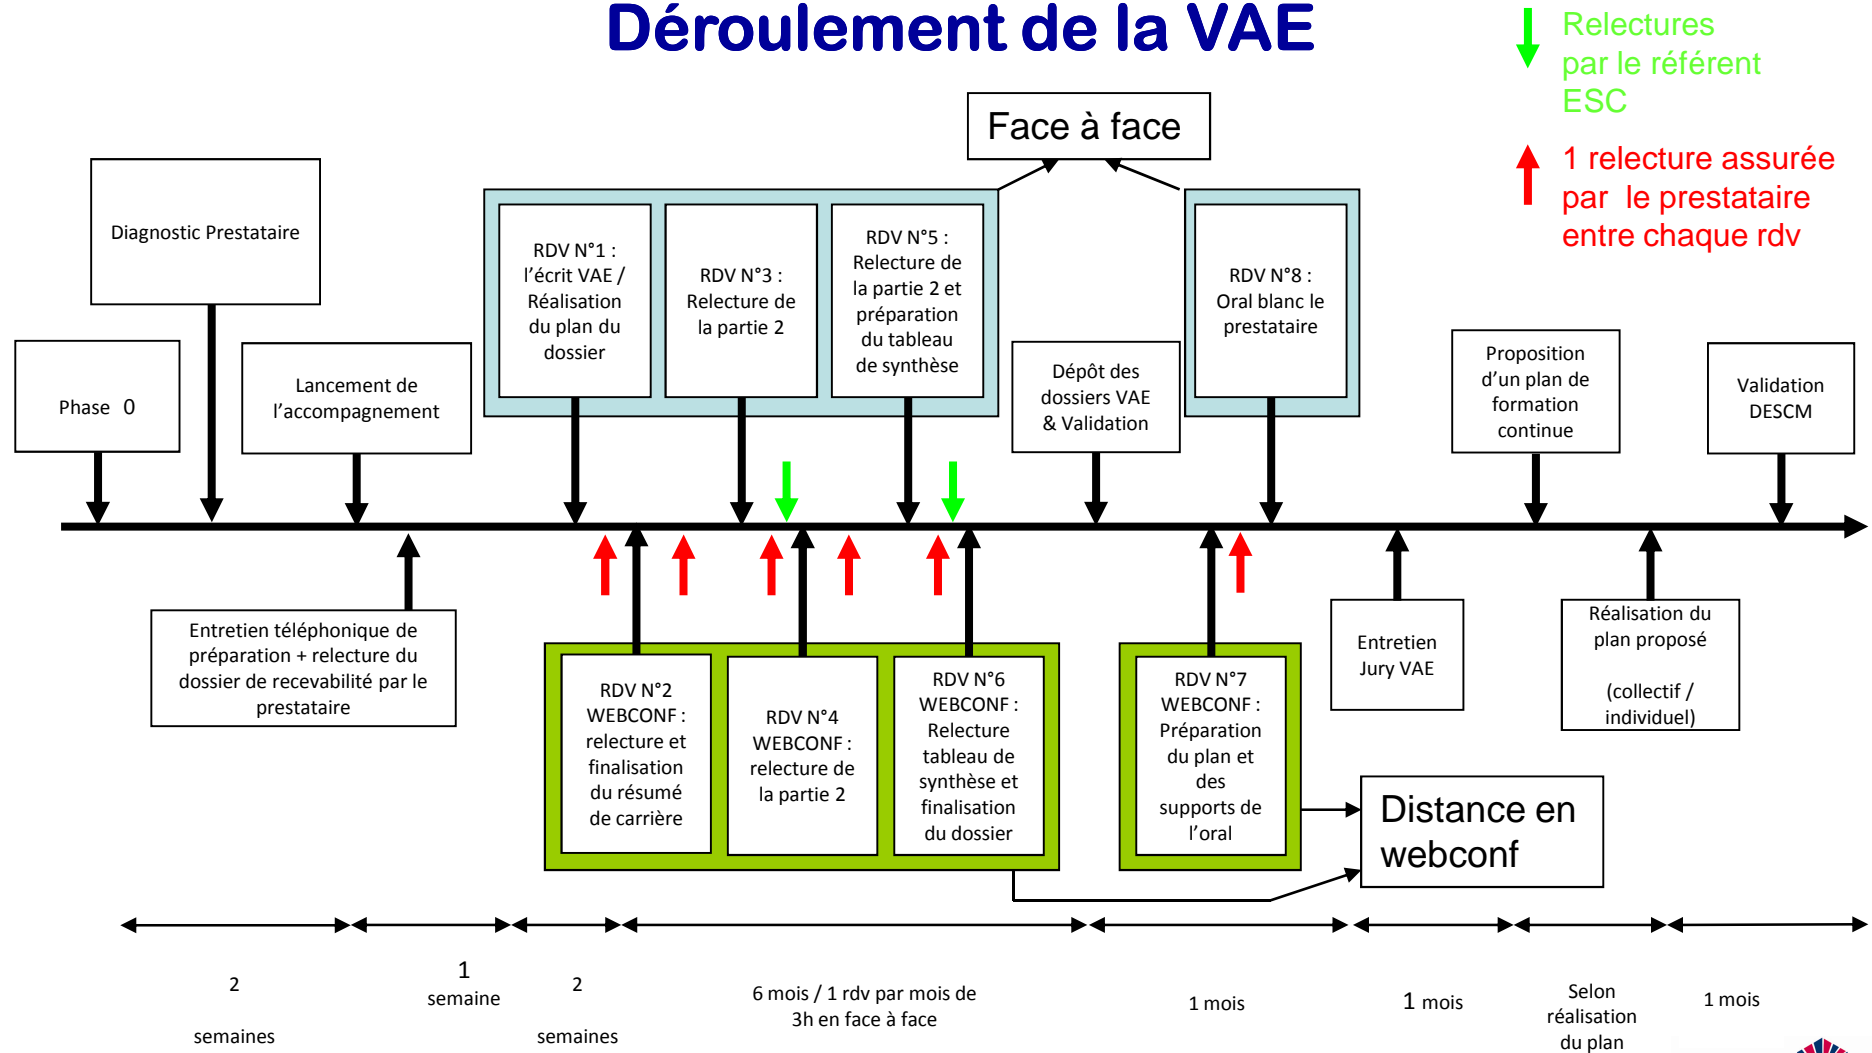 Déroulement de la VAE
Relectures
par le référent
ESC
1 relecture assurée
par le prestataire
entre chaque rdv
Face à face
Diagnostic Prestataire
Phase 0
Lancement de
l'accompagnement
RDV N°1 :
l'écrit VAE /
Réalisation
du plan du
dossier
RDV N°3 :
Relecture de
la partie 2
RDV N°5 :
Relecture de
la partie 2 et
préparation
du tableau
de synthèse
Dépôt des
dossiers VAE
& Validation
RDV N°8 :
Oral blanc le
prestataire
Proposition
d'un plan de
formation
continue
Validation
DESCM
Entretien téléphonique de
préparation + relecture du
dossier de recevabilité par le
prestataire
RDV N°2
WEBCONF :
relecture et
finalisation
du résumé
de carrière
RDV N°4
WEBCONF :
relecture de
la partie 2
RDV N°6
WEBCONF :
Relecture
tableau de
synthèse et
finalisation
du dossier
RDV N°7
WEBCONF :
Préparation
du plan et
des
supports de
l'oral
Entretien
Jury VAE
Réalisation du
plan proposé
(collectif /
individuel)
Distance en
webconf
2
semaines
1
semaine
2
semaines
6 mois / 1 rdv par mois de
3h en face à face
1 mois
1 mois
Selon
réalisation
du plan
1 mois